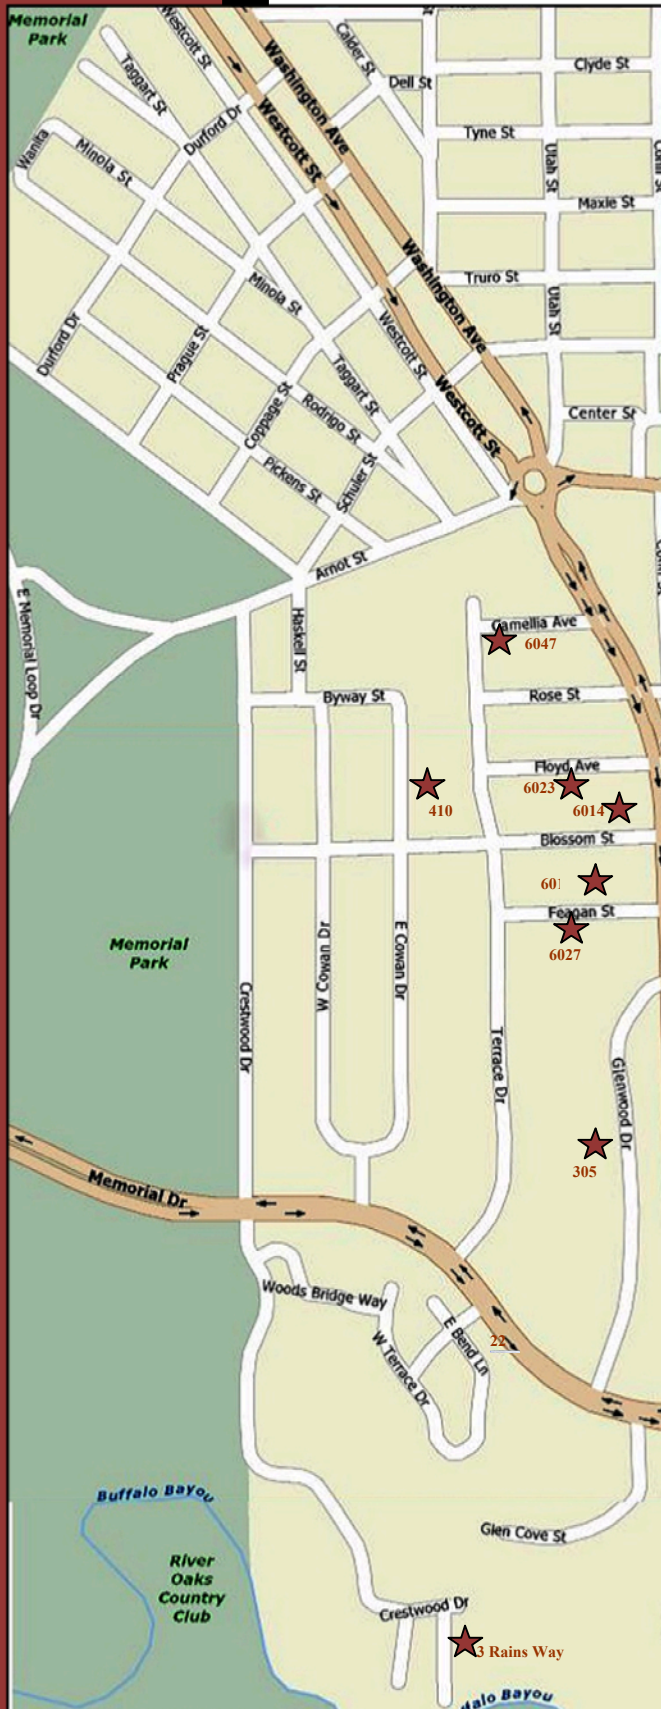 Memorial
Park
Westcott St
Calder St
St
Washington Ave
Taggart St
Dell St
Clyde St
Durford Dr
Westcott St
Tyne St
Wanita
Minola St
Utah St
Maxie St
Washington Ave
Truro St
Minola St
Utah St
Durford Dr
Prague St
Westcott St
Taggart St
Westcott St
Coppage St
Rodrigo St
Center St
Pickens St
Schuler St
Arnot St
E Memorial Loop Dr
Haskell St
Camellia Ave
6047
Byway St
Rose St
Floyd Ave
6023
410
6014
Blossom St
601
Feagan St
6027
Memorial
Park
W Cowan Dr
E Cowan Dr
Crestwood Dr
Terrace Dr
Glenwood Dr
305
Memorial Dr
Woods Bridge Way
W Terrace Dr
E Bend Ln
22
Buffalo Bayou
Glen Cove St
River
Oaks
Country
Club
Crestwood Dr
3 Rains Way
alo Bayou